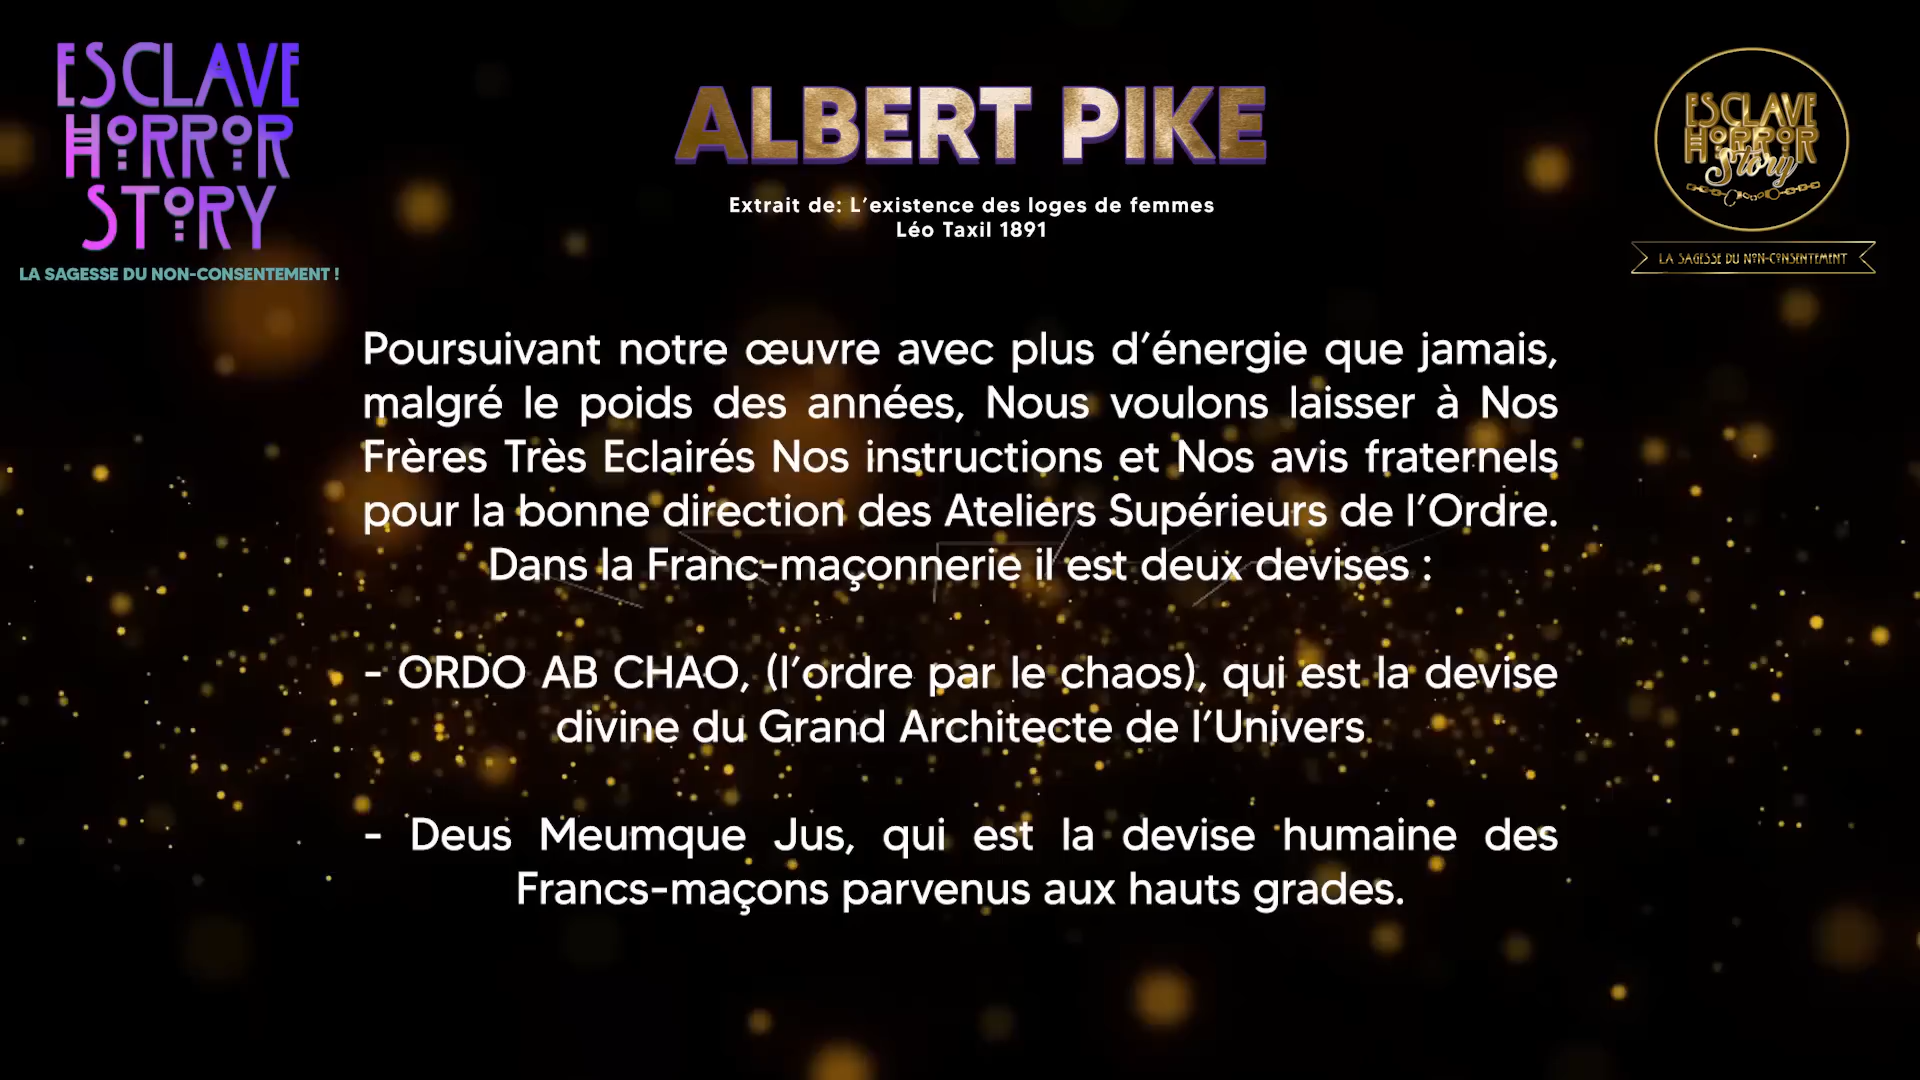 ESCLAVE
HORROR
STORY
LA SAGESSE DU NON-CONSENTEMENT !
ALBERT PIKE
Extrait de: L'existence des loges de femmes
Léo Taxil 1891
ESCLAVE
HORROR
Story
LA SAGESSE DU NON-CONSENTEMENT
Poursuivant notre œuvre avec plus d'énergie que jamais,
malgré le poids des années, Nous voulons laisser à Nos
Frères Très Eclairés Nos instructions et Nos avis fraternels
pour la bonne direction des Ateliers Supérieurs de l'Ordre.
Dans la Franc-maçonnerie il est deux devises :
- ORDO AB CHAO, (l'ordre par le chaos), qui est la devise
divine du Grand Architecte de l'Univers
- Deus Meumque Jus, qui est la devise humaine des
Francs-maçons parvenus aux hauts grades.